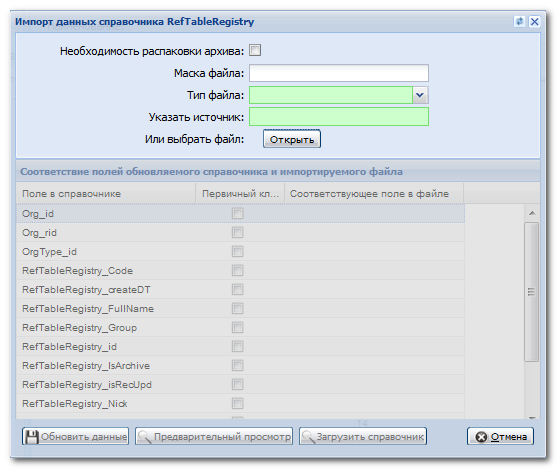 Импорт данных справочника RefTableRegistry
Необходимость распаковки архива:
Маска файла:
Тип файла:
Указать источник:
Или выбрать файл: Открыть
Соответствие полей обновляемого справочника и импортируемого файла
Поле в справочнике Первичный кл... Соответствующее поле в файле
Org_id
Org_rid
OrgType_id
RefTableRegistry_Code
RefTableRegistry_createDT
RefTableRegistry_FullName
RefTableRegistry_Group
RefTableRegistry_id
RefTableRegistry_IsArchive
RefTableRegistry_isRecUpd
RefTableRegistry_Nick
Обновить данные Предварительный просмотр Загрузить справочник Отмена